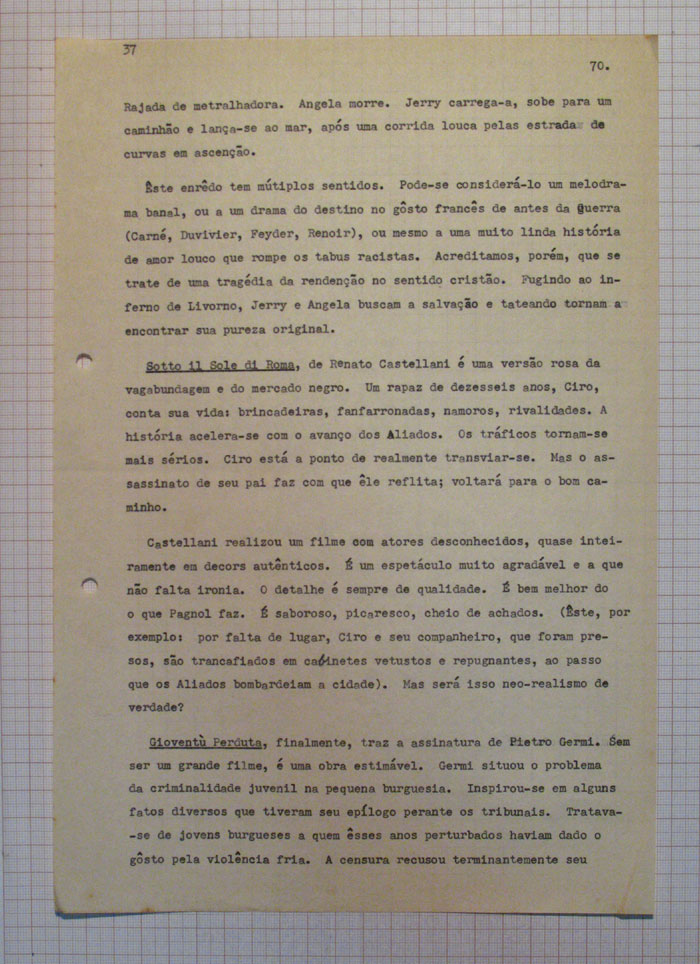 37
70.
Rajada de metralhadora. Angela morre. Jerry carrega-a, sobe para um
caminhão e lança-se ao mar, após uma corrida louca pelas estradas de
curvas em ascenção.
Êste enrêdo tem mútiplos sentidos. Pode-se considerá-lo um melodra-
ma banal, ou a um drama do destino no gôsto francês de antes da guerra
(Carné, Duvivier, Feyder, Renoir), ou mesmo a uma muito linda história
de amor louco que rompe os tabus racistas. Acreditamos, porém, que se
trate de uma tragédia da rendenção no sentido cristão. Fugindo ao in-
ferno de Livorno, Jerry e Angela buscam a salvação e tateando tornam a
encontrar sua pureza original.
Sotto il Sole di Roma, de Renato Castellani é uma versão rosa da
vagabundagem e do mercado negro. Um rapaz de dezesseis anos, Ciro,
conta sua vida: brincadeiras, fanfarronadas, namoros, rivalidades. A
história acelera-se com o avanço dos Aliados. Os tráficos tornam-se
mais sérios. Ciro está a ponto de realmente transviar-se. Mas o as-
sassinato de seu pai faz com que êle reflita; voltará para o bom ca-
minho.
Castellani realizou um filme com atores desconhecidos, quase intei-
ramente em decors autênticos. É um espetáculo muito agradável e a que
não falta ironia. O detalhe é sempre de qualidade. É bem melhor do
o que Pagnol faz. É saboroso, picaresco, cheio de achados. (Êste, por
exemplo: por falta de lugar, Ciro e seu companheiro, que foram pre-
sos, são trancafiados em cabinetes vetustos e repugnantes, ao passo
que os Aliados bombardeiam a cidade). Mas será isso neo-realismo de
verdade?
Gioventù Perduta, finalmente, traz a assinatura de Pietro Germi. Sem
ser um grande filme, é uma obra estimável. Germi situou o problema
da criminalidade juvenil na pequena burguesia. Inspirou-se em alguns
fatos diversos que tiveram seu epílogo perante os tribunais. Tratava-
-se de jovens burgueses a quem êsses anos perturbados haviam dado o
gôsto pela violência fria. A censura recusou terminantemente seu